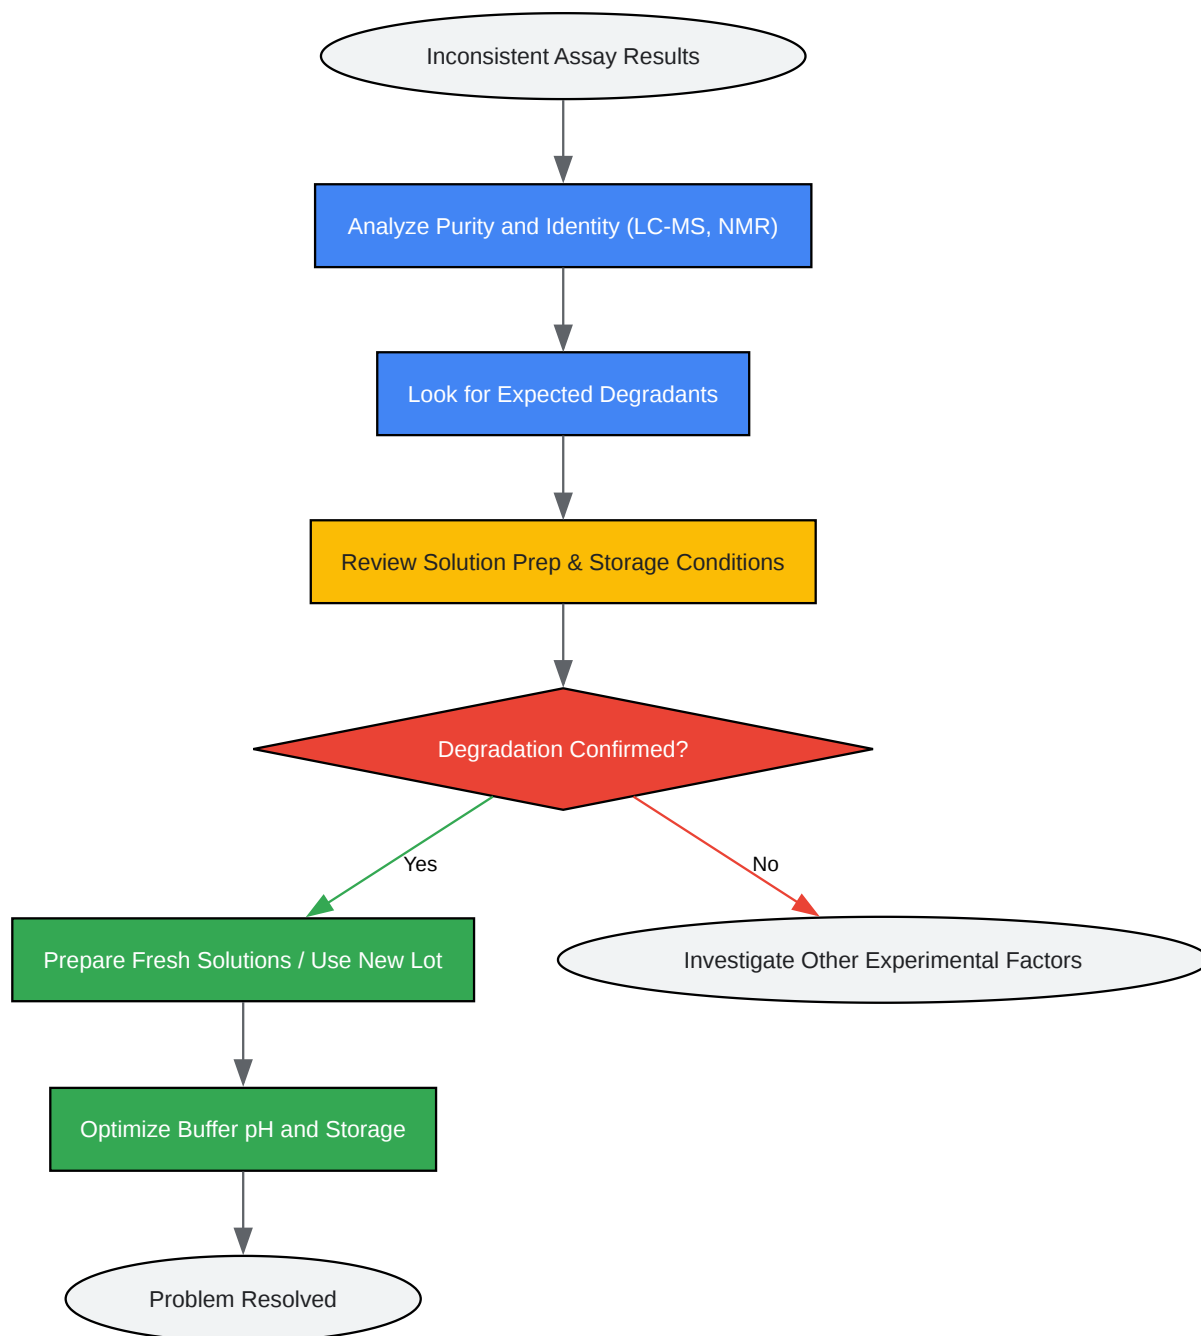 Inconsistent Assay Results
Analyze Purity and Identity (LC-MS, NMR)
Look for Expected Degradants
Review Solution Prep & Storage Conditions
Degradation Confirmed?
Yes
No
Prepare Fresh Solutions / Use New Lot
Investigate Other Experimental Factors
Optimize Buffer pH and Storage
Problem Resolved